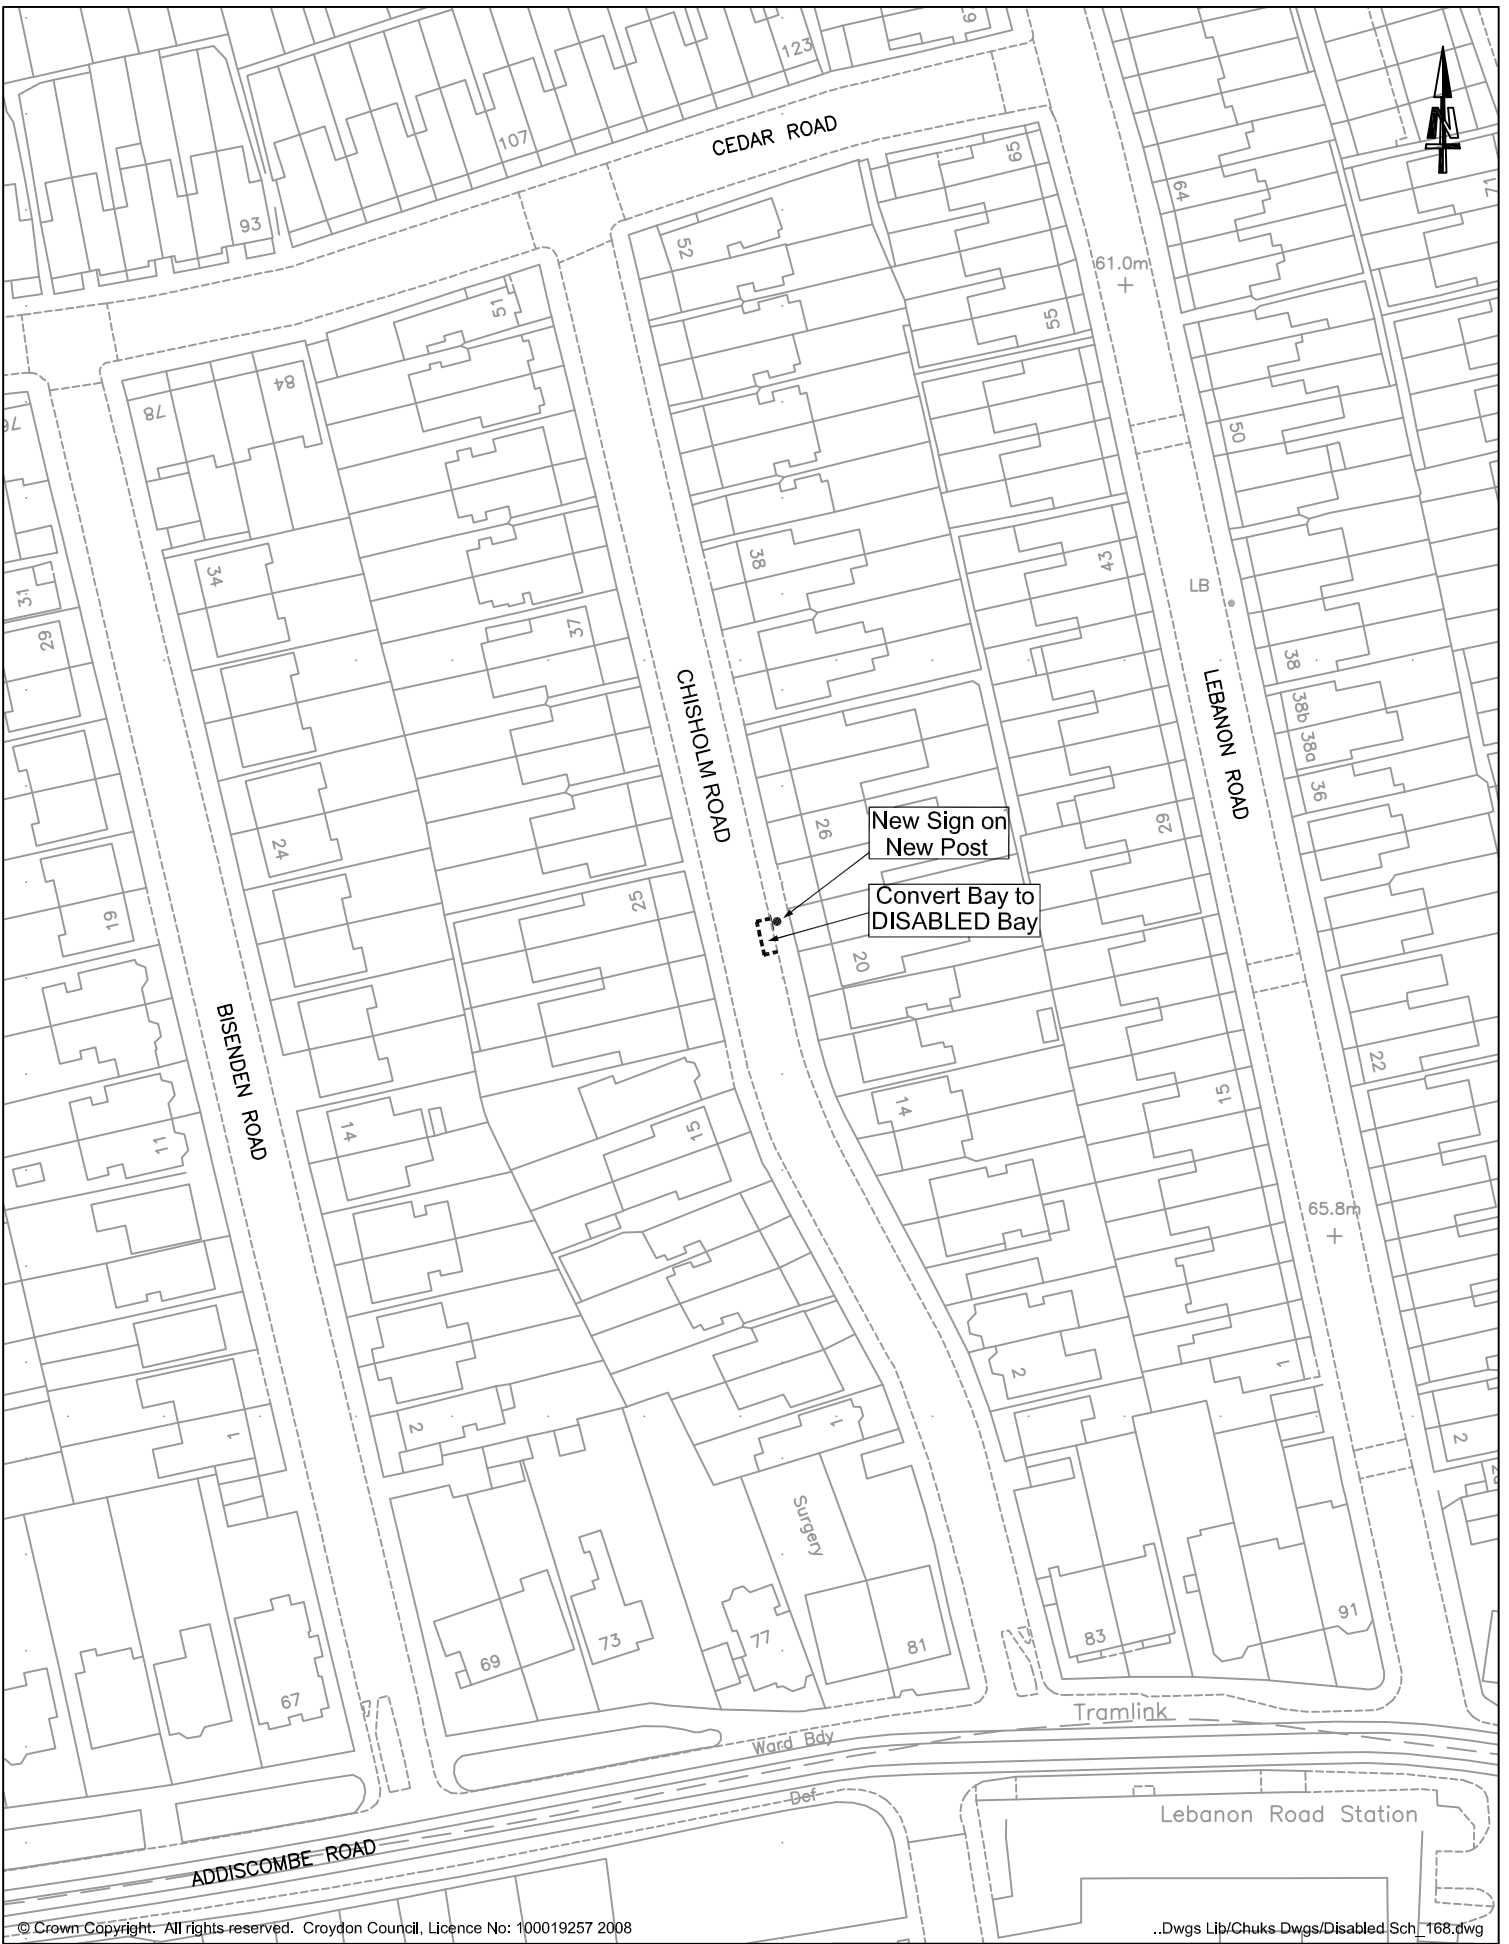 123
107
CEDAR ROAD
93
65
64
71
52
61.0m
51
55
84
78
76
50
38
43
34
LB
31
29
37
38
CHISHOLM ROAD
LEBANON ROAD
38b
38a
36
New Sign on
New Post
26
29
24
Convert Bay to
DISABLED Bay
25
19
20
BISENDEN ROAD
22
14
15
14
15
11
65.8m
2
1
2
1
1
2
Surgery
91
83
81
77
73
69
67
Tramlink
Ward Bdy
Def
Lebanon Road Station
ADDISCOMBE ROAD
© Crown Copyright. All rights reserved. Croydon Council, Licence No: 100019257 2008
..Dwgs Lib/Chuks Dwgs/Disabled Sch_168.dwg